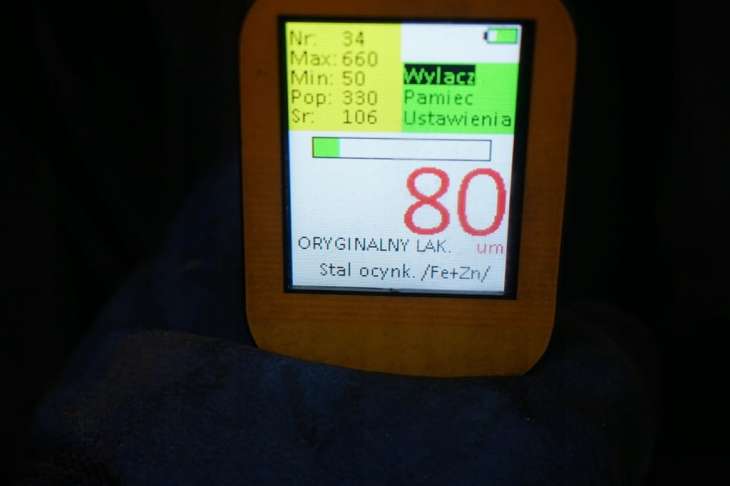 Nr: 34
Max: 660
Min: 50
Pop: 330
Sr: 106
Wylacz
Pamiec
Ustawienia
80
ORYGINALNY LAK. um
Stal ocynk. /Fe+Zn/